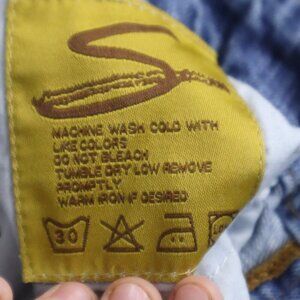 MACHINE WASH COLD WITH
LIKE COLORS
DO NOT BLEACH
TUMBLE DRY LOW REMOVE
PROMPTLY
WARM IRON IF DESIRED
30